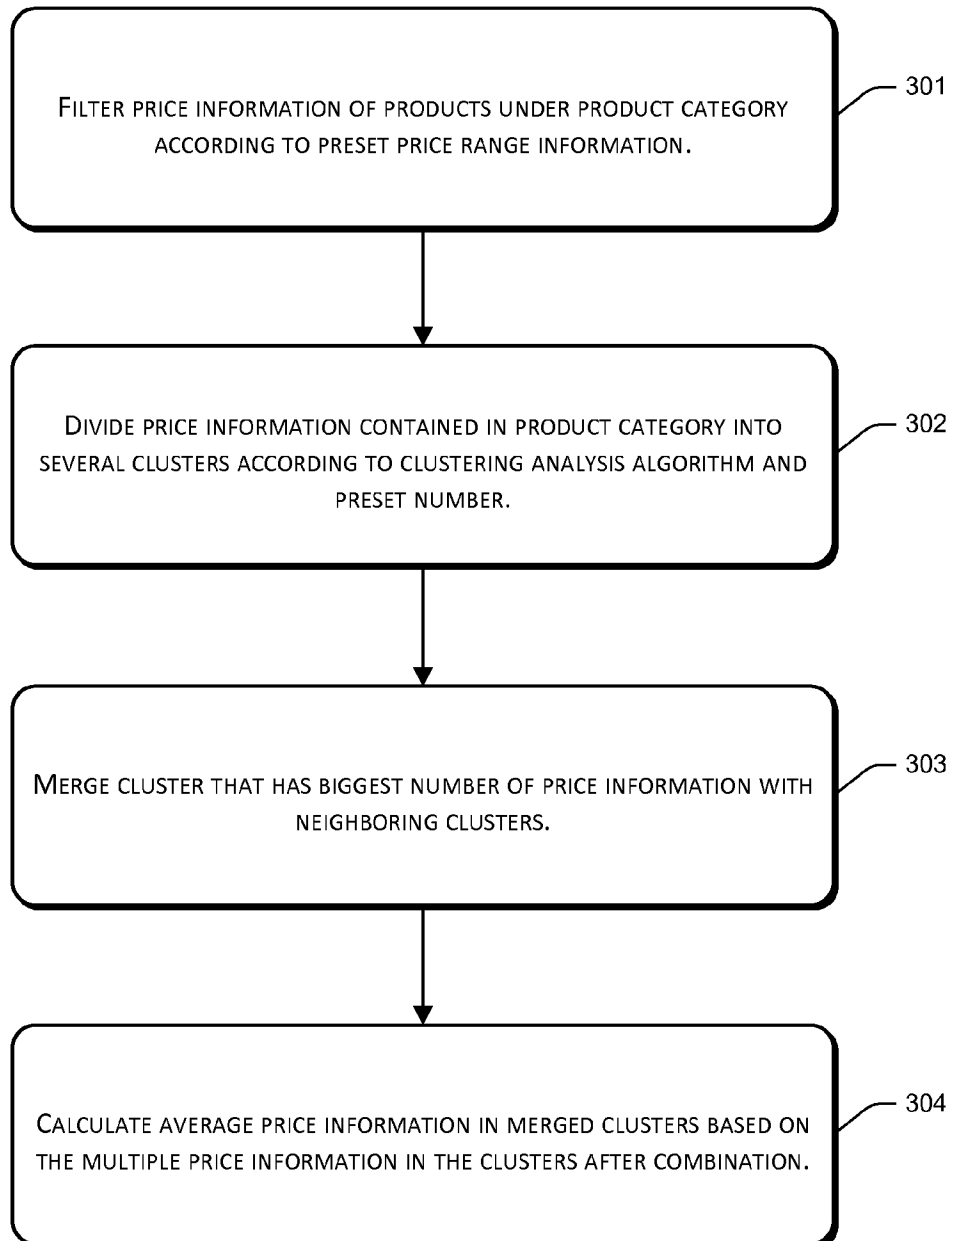 FILTER PRICE INFORMATION OF PRODUCTS UNDER PRODUCT CATEGORY
ACCORDING TO PRESET PRICE RANGE INFORMATION.
301
DIVIDE PRICE INFORMATION CONTAINED IN PRODUCT CATEGORY INTO
SEVERAL CLUSTERS ACCORDING TO CLUSTERING ANALYSIS ALGORITHM AND
PRESET NUMBER.
302
MERGE CLUSTER THAT HAS BIGGEST NUMBER OF PRICE INFORMATION WITH
NEIGHBORING CLUSTERS.
303
CALCULATE AVERAGE PRICE INFORMATION IN MERGED CLUSTERS BASED ON
THE MULTIPLE PRICE INFORMATION IN THE CLUSTERS AFTER COMBINATION.
304